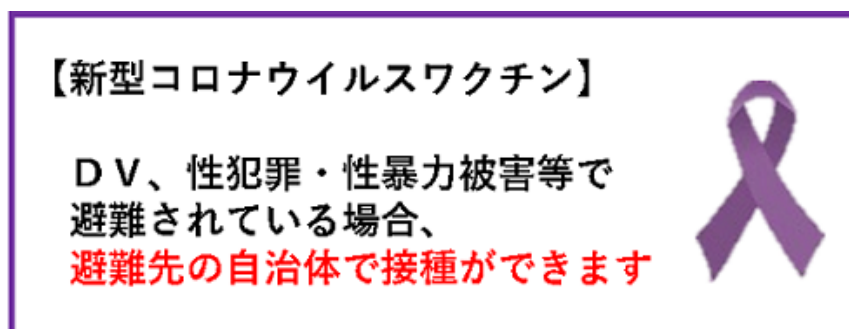 【新型コロナウイルスワクチン】
ＤＶ、性犯罪・性暴力被害等で
避難されている場合、
避難先の自治体で接種ができます